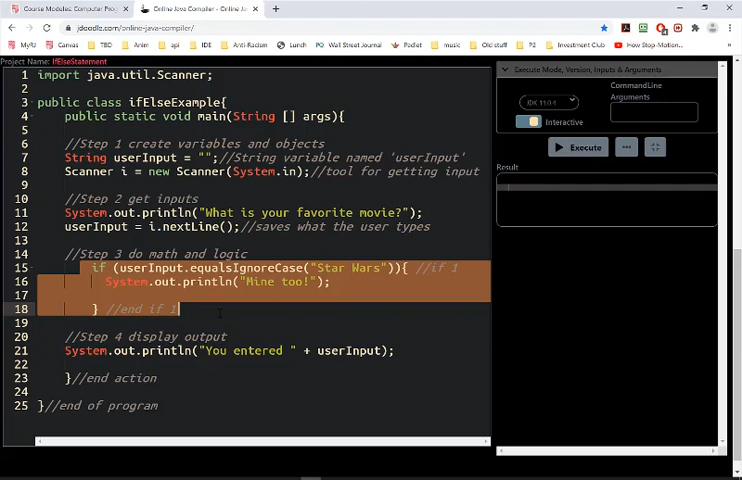 Course Modules: Computer Prog
Online Java Compiler - Online Jav
jdoodle.com/online-java-compiler/
MyRJ
Canvas
TBD
api
IDE
Anti-Racism
Lunch
Wall Street Journal
Padlet
music
Old stuff
P2
Investment Club
How Stop-Motion...
Project Name: IfElseStatement
1 import java.util.Scanner;
2
3 public class ifElseExample{
4 public static void main(String [] args){
5
6 //Step 1 create variables and objects
7 String userInput = "";//String variable named 'userInput'
8 Scanner i = new Scanner(System.in);//tool for getting input
9
10 //Step 2 get inputs
11 System.out.println("What is your favorite movie?");
12 userInput = i.nextLine();//saves what the user types
13
14 //Step 3 do math and logic
15 if (userInput.equalsIgnoreCase("Star Wars")){ //if 1
16 System.out.println("Mine too!");
17
18 } //end if 1
19
20 //Step 4 display output
21 System.out.println("You entered " + userInput);
22
23 }//end action
24
25 }//end of program
Execute Mode, Version, Inputs & Arguments
JDK 11.0.4
CommandLine
Arguments
Interactive
Execute
Result